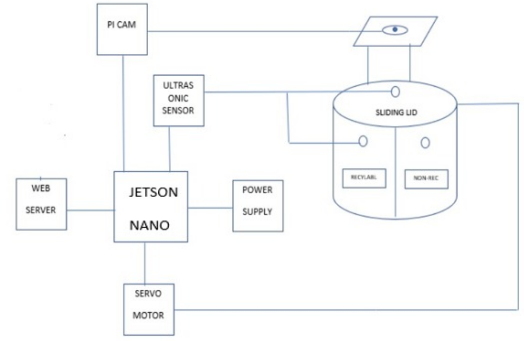 PI CAM
ULTRAS
ONIC
SENSOR
SLIDING LID
RECYLABL
NON-REC
WEB
SERVER
JETSON
NANO
POWER
SUPPLY
SERVO
MOTOR